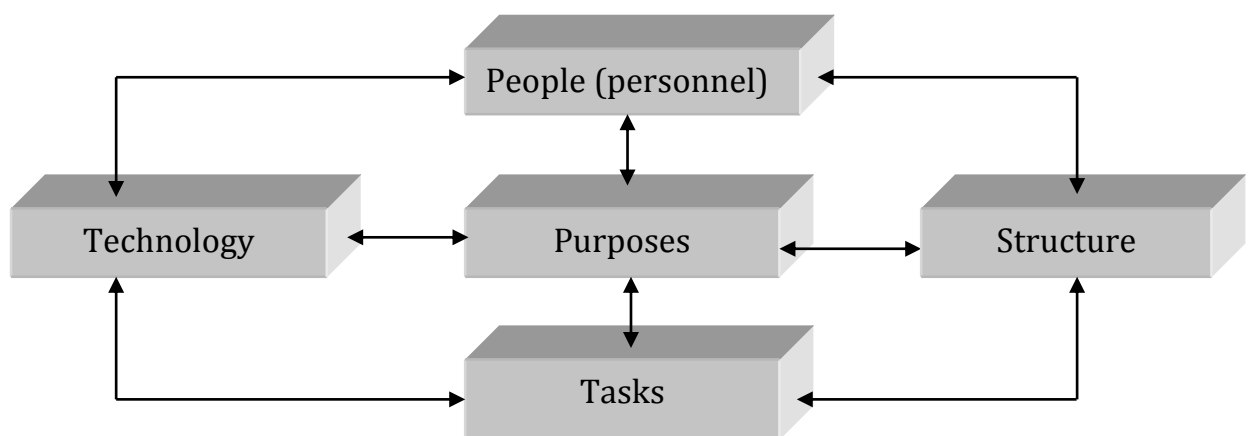 People (personnel)
Technology
Purposes
Structure
Tasks